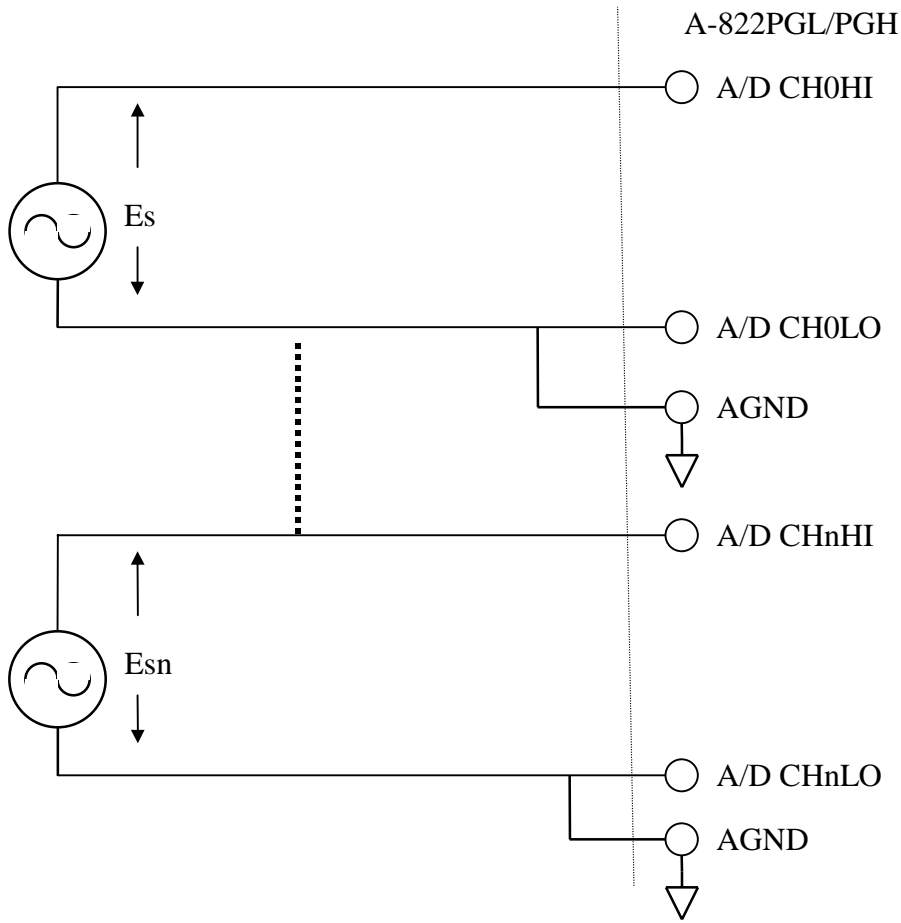 A-822PGL/PGH
A/D CH0HI
Es
A/D CH0LO
AGND
A/D CHnHI
Esn
A/D CHnLO
AGND